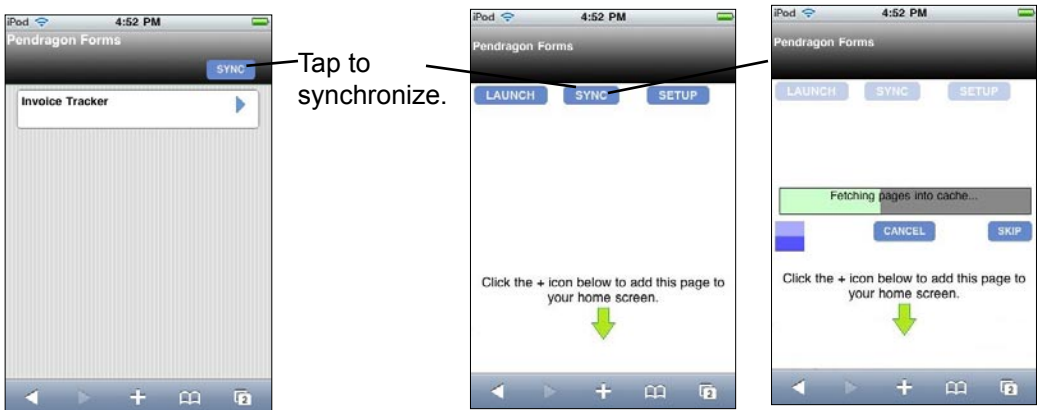 iPod 4:52 PM
Pendragon Forms
SYNC
Invoice Tracker
2
Tap to
synchronize.
iPod 4:52 PM
Pendragon Forms
LAUNCH SYNC SETUP
Click the + icon below to add this page to
your home screen.
2
iPod 4:52 PM
Pendragon Forms
LAUNCH SYNC SETUP
Fetching pages into cache...
CANCEL SKIP
Click the + icon below to add this page to
your home screen.
2